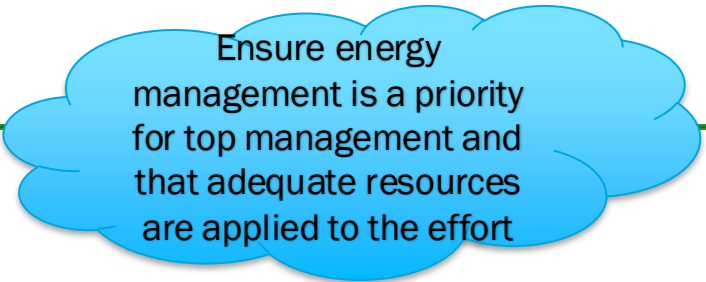 Ensure energy
management is a priority
for top management and
that adequate resources
are applied to the effort